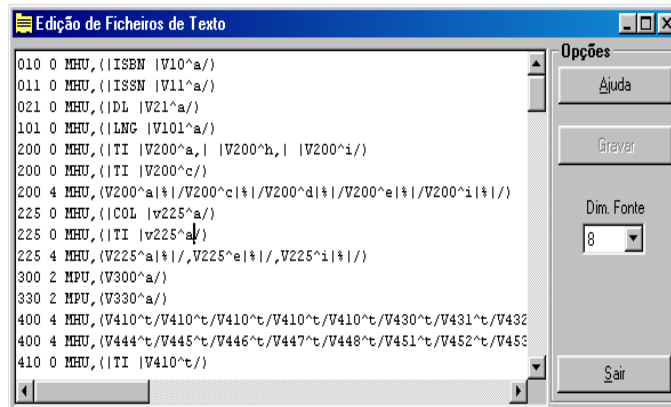 Edição de Ficheiros de Texto
010 0 MHU,(|ISBN |V10^a/)
011 0 MHU,(|ISSN |V11^a/)
021 0 MHU,(|DL |V21^a/)
101 0 MHU,(|LNG |V101^a/)
200 0 MHU,(|TI |V200^a,| |V200^h,| |V200^i/)
200 0 MHU,(|TI |V200^c/)
200 4 MHU,(V200^a|%|/V200^c|%|/V200^d|%|/V200^e|%|/V200^i|%|/)
225 0 MHU,(|COL |v225^a/)
225 0 MHU,(|TI |v225^a/)
225 4 MHU,(V225^a|%|/,V225^e|%|/,V225^i|%|/)
300 2 MPU,(V300^a/)
330 2 MPU,(V330^a/)
400 4 MHU,(V410^t/V410^t/V410^t/V410^t/V410^t/V430^t/V431^t/V432
400 4 MHU,(V444^t/V445^t/V446^t/V447^t/V448^t/V451^t/V452^t/V453
410 0 MHU,(|TI |V410^t/)
Opções
Ajuda
Gravar
Dim. Fonte
8
Sair